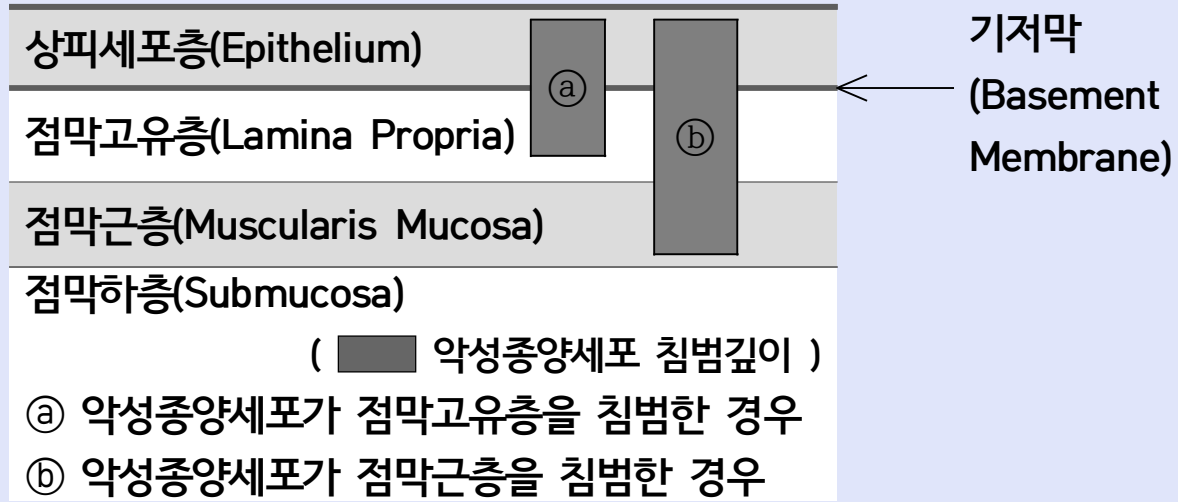 상피세포층(Epithelium)
ⓐ
기저막
(Basement
Membrane)
점막고유층(Lamina Propria)
ⓑ
점막근층(Muscularis Mucosa)
점막하층(Submucosa)
( 악성종양세포 침범깊이 )
ⓐ 악성종양세포가 점막고유층을 침범한 경우
ⓑ 악성종양세포가 점막근층을 침범한 경우